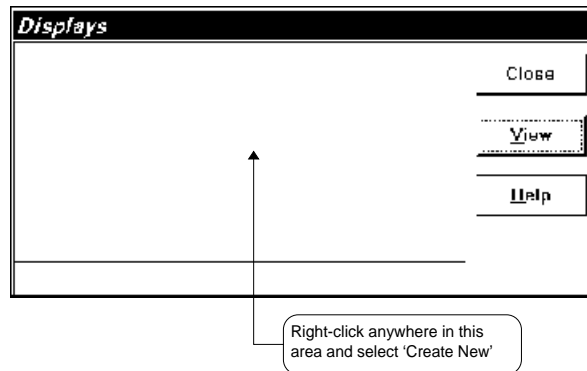 Displays
Close
View
Help
Right-click anywhere in this
area and select ‘Create New’